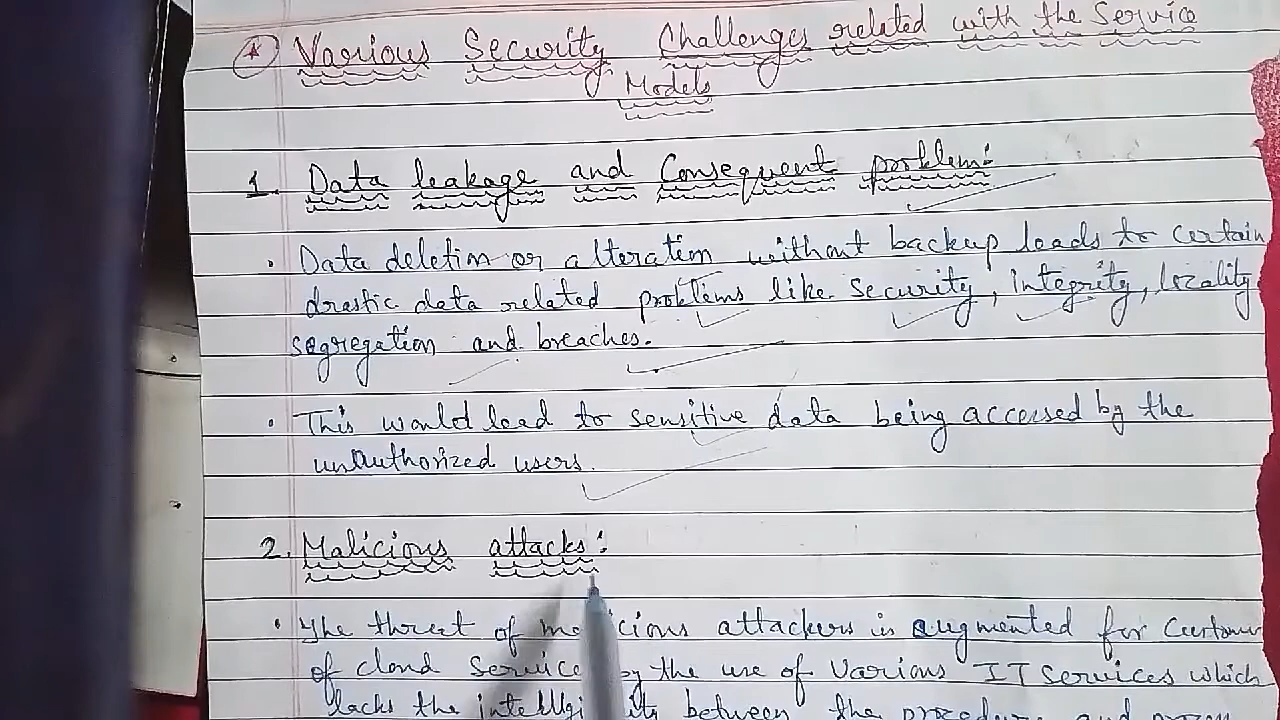 * Various Security Challenges related with the Service
Models
1. Data leakage and Consequent problem:
. Data deletion or alteration without backup leads to certain
drastic data related problems like security, integrity, locality
segregation and breaches.
. This would lead to sensitive data being accessed by the
unauthorized users.
2. Malicious attacks:
. The threat of attackers is augmented for
of cloud by the use of various IT services which
lacks the between the and